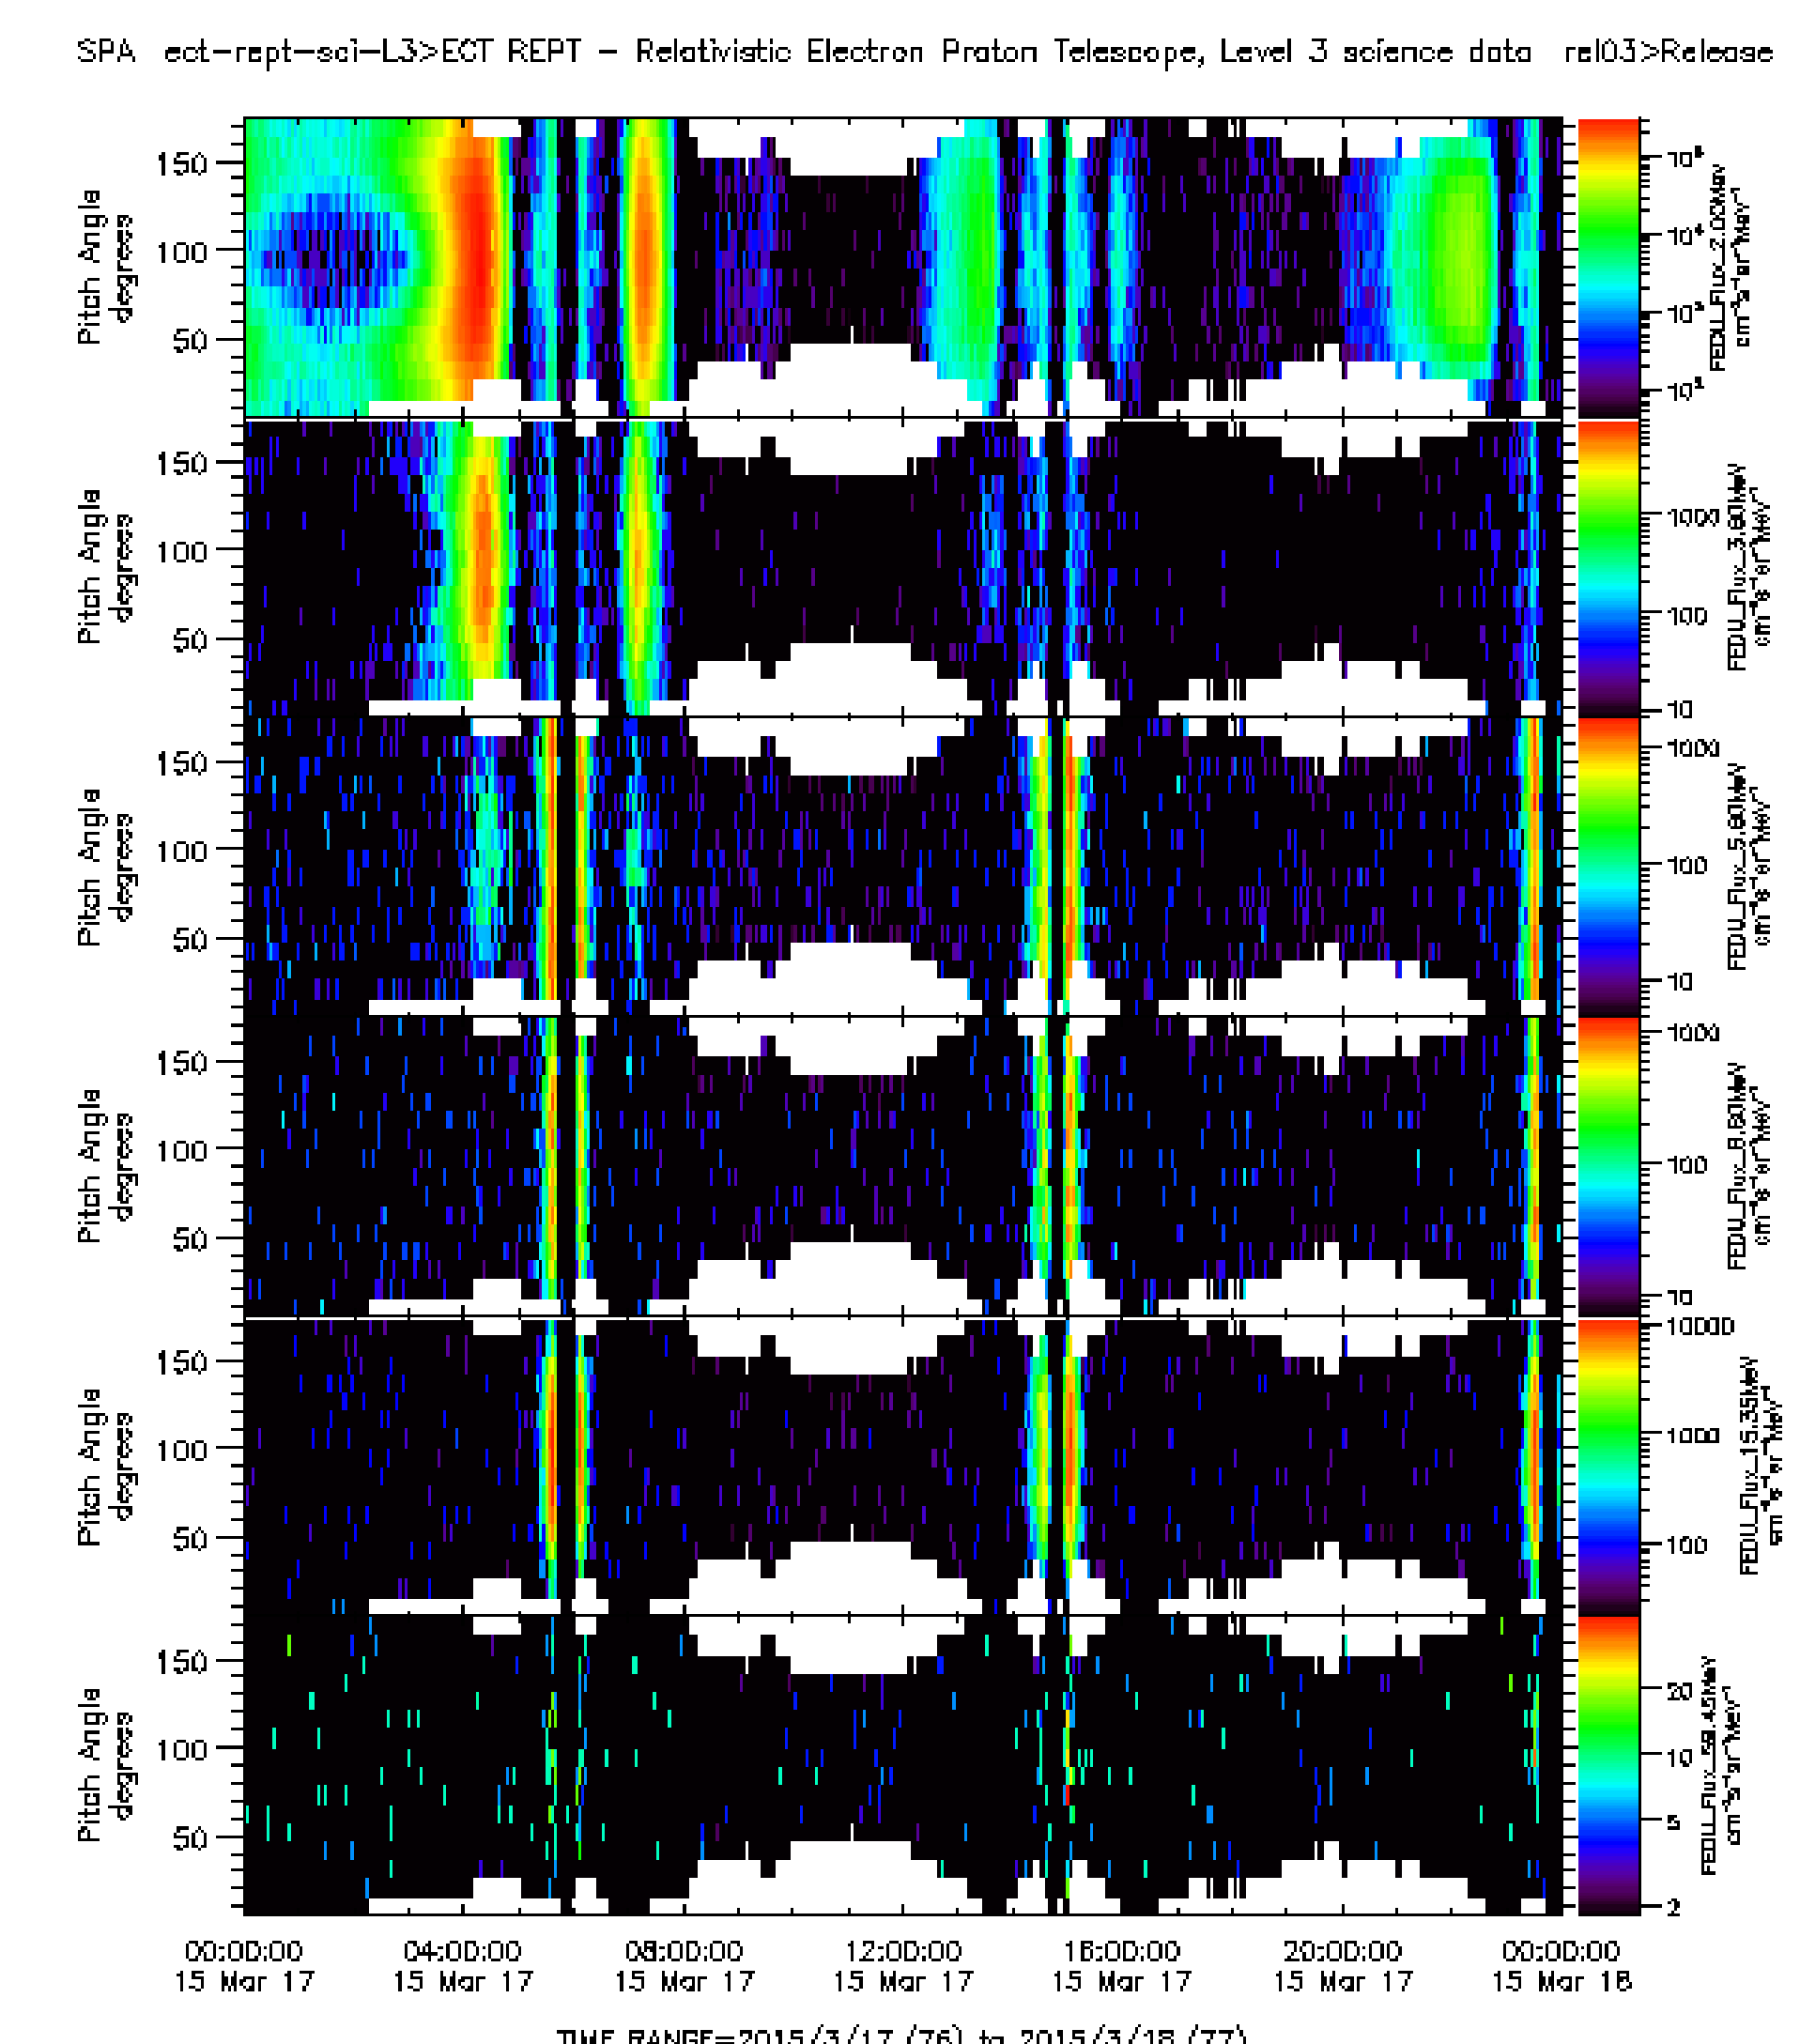 SPA ect-rept-sci-L3>ECT REPT - Relativistic Electron Proton Telescope, Level 3 science data rel03>Release
Pitch Angle
degrees
150
100
50
10⁵
10⁴
10³
10²
FEDU_Flux_2.00MeV
cm⁻²s⁻¹sr⁻¹MeV⁻¹
Pitch Angle
degrees
150
100
50
1000
100
10
FEDU_Flux_3.60MeV
cm⁻²s⁻¹sr⁻¹MeV⁻¹
Pitch Angle
degrees
150
100
50
1000
100
10
FEDU_Flux_5.60MeV
cm⁻²s⁻¹sr⁻¹MeV⁻¹
Pitch Angle
degrees
150
100
50
1000
100
10
FEDU_Flux_8.60MeV
cm⁻²s⁻¹sr⁻¹MeV⁻¹
Pitch Angle
degrees
150
100
50
10000
1000
100
FEDU_Flux_15.35MeV
cm⁻²s⁻¹sr⁻¹MeV⁻¹
Pitch Angle
degrees
150
100
50
20
10
5
2
cm⁻²s⁻¹sr⁻¹MeV⁻¹
00:00:00 04:00:00 08:00:00 12:00:00 16:00:00 20:00:00 00:00:00
15 Mar 17 15 Mar 17 15 Mar 17 15 Mar 17 15 Mar 17 15 Mar 17 15 Mar 18
TIME RANGE=2015/3/17 (76) to 2015/3/18 (77)